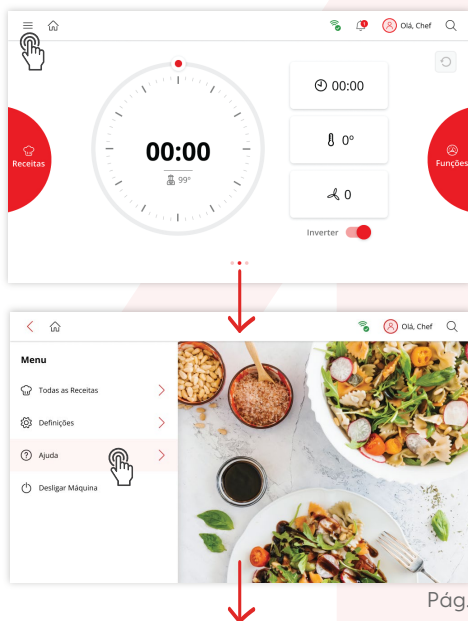 Olá, Chef
00:00
Receitas
00:00
99°
0°
Funções
0
Inverter
Olá, Chef
Menu
Todas as Receitas
Definições
Ajuda
Desligar Máquina
Pág.